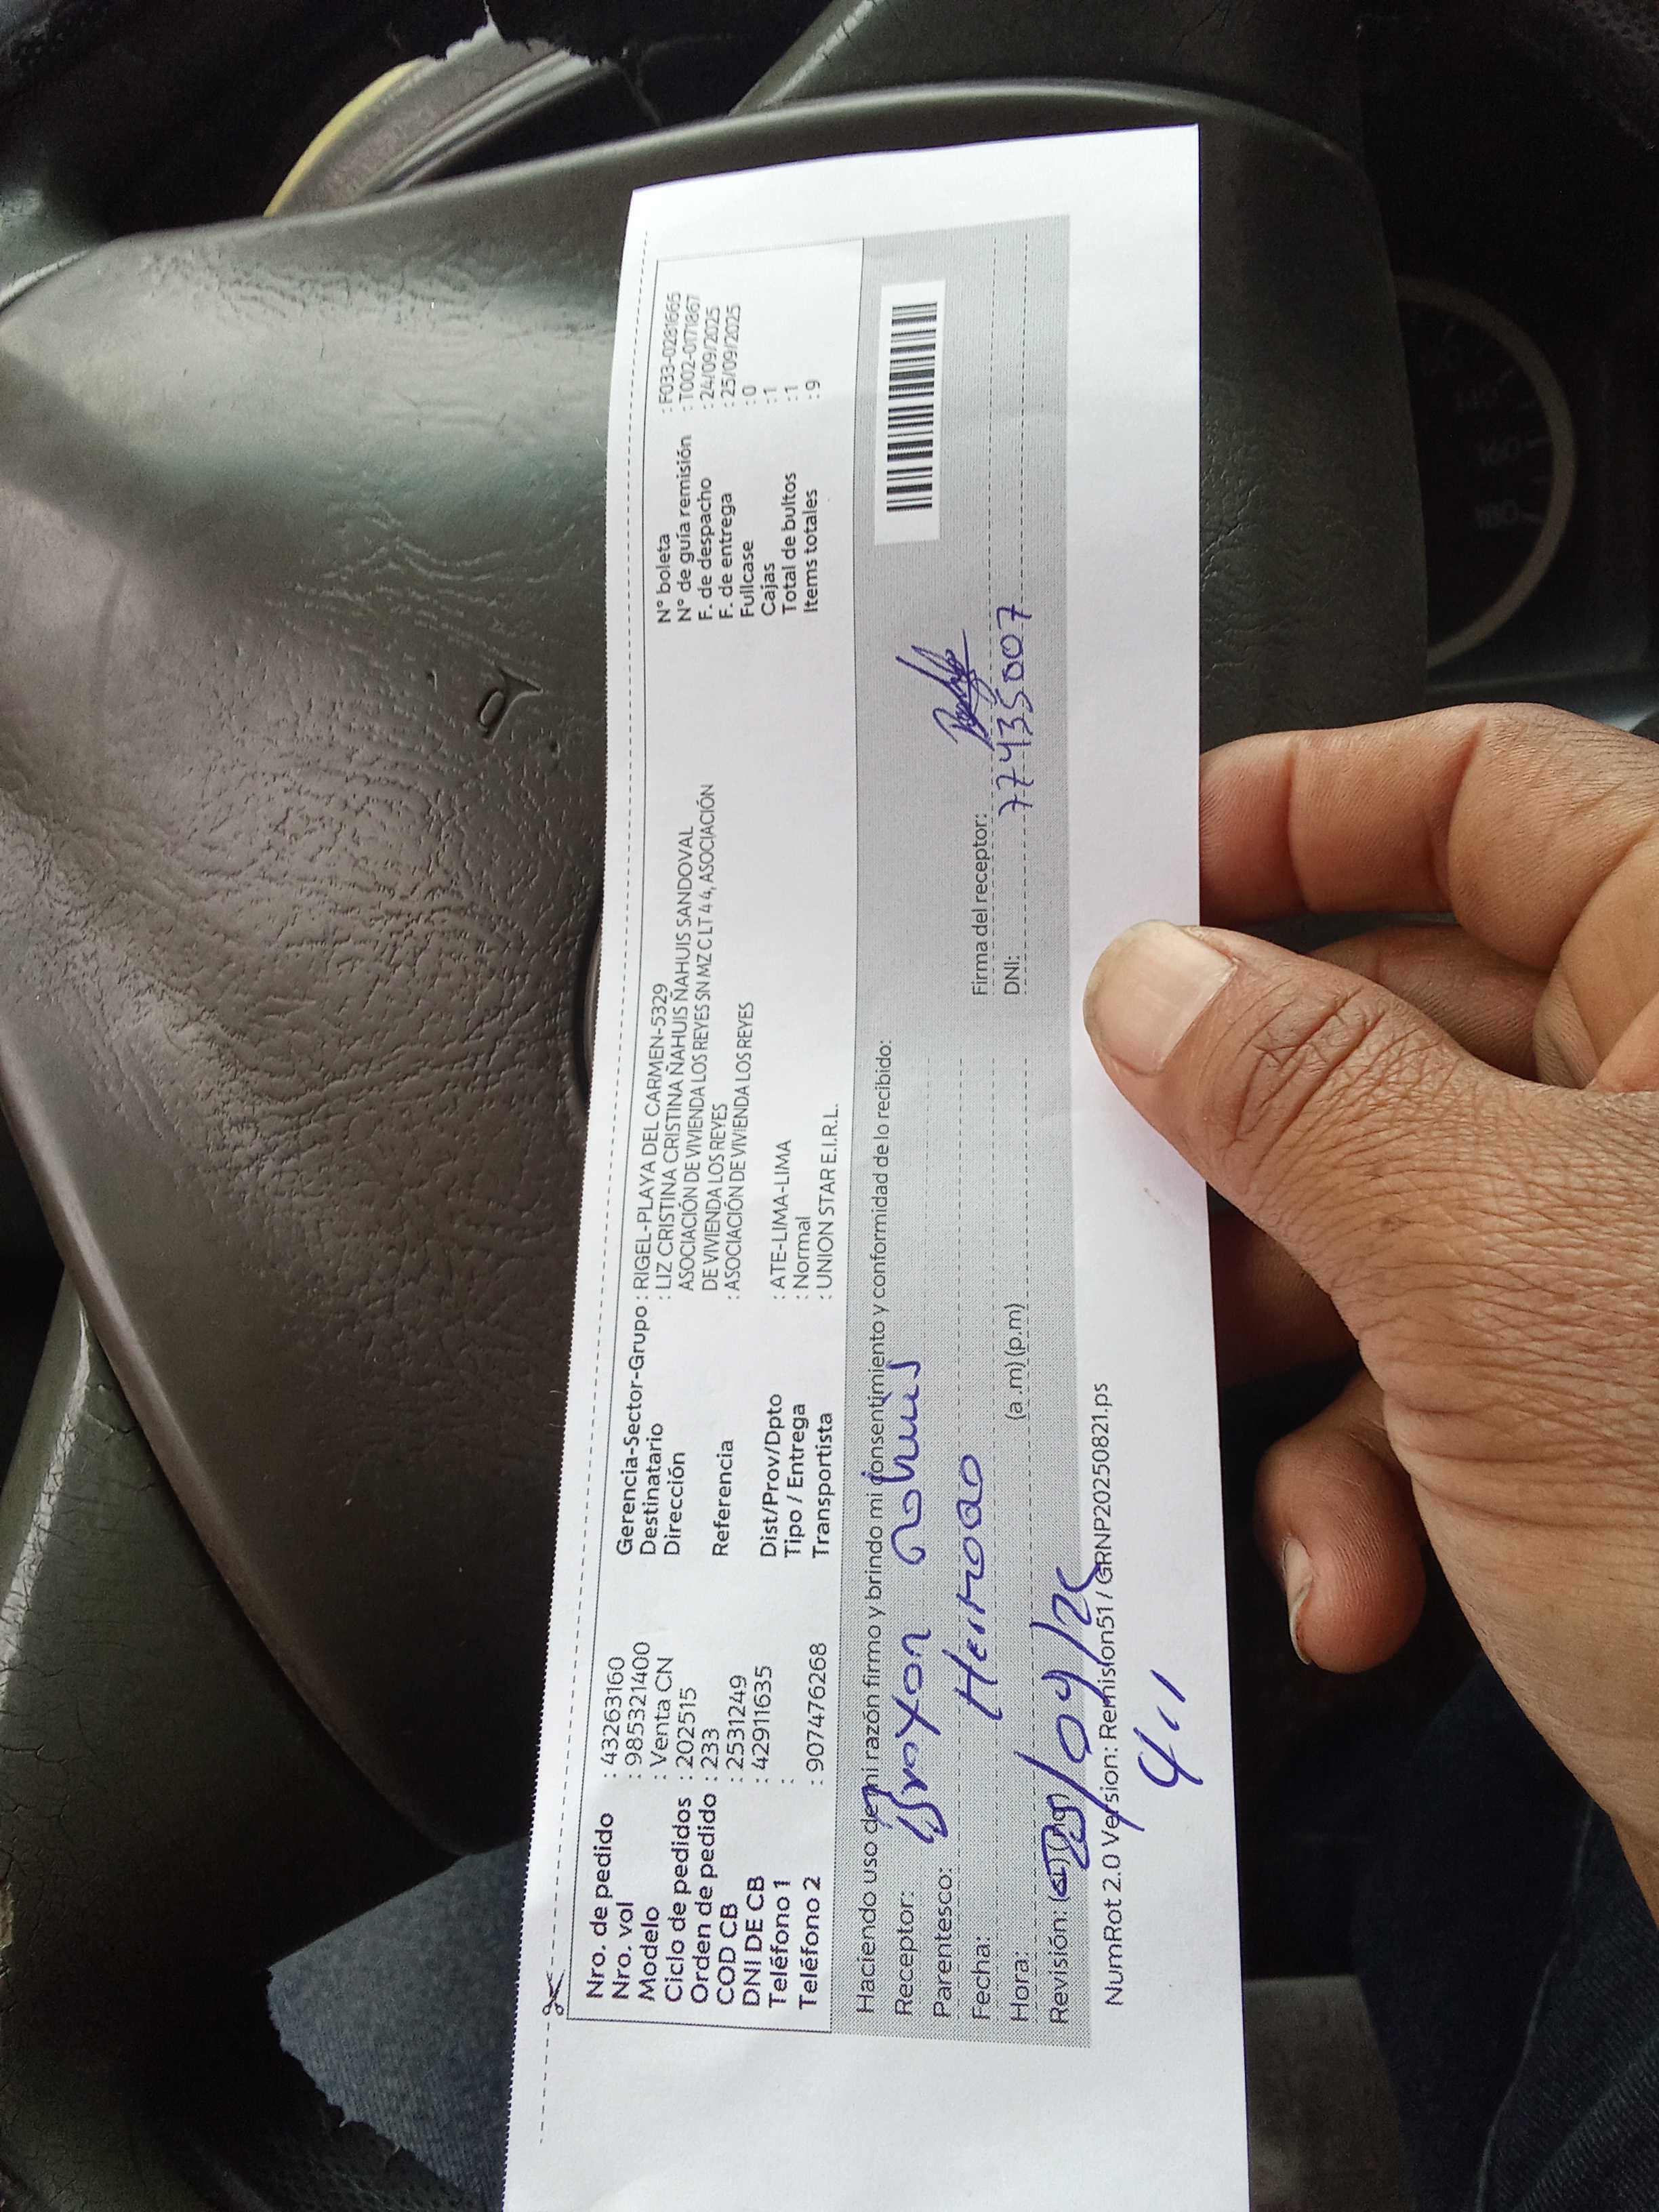 Nro. de pedido : 43263160
Nro. vol : 985321400
Modelo : Venta CN
Ciclo de pedidos : 202515
Orden de pedido : 233
COD CB : 2531249
DNI DE CB : 42911635
Teléfono 1 :
Teléfono 2 : 907476268
Gerencia-Sector-Grupo : RIGEL-PLAYA DEL CARMEN-5329
Destinatario : LIZ CRISTINA CRISTINA ÑAHUIS ÑAHUIS SANDOVAL
Dirección ASOCIACIÓN DE VIVIENDA LOS REYES SN MZ C LT 4 4, ASOCIACIÓN
DE VIVIENDA LOS REYES
Referencia : ASOCIACIÓN DE VIVIENDA LOS REYES
Dist/Prov/Dpto : ATE-LIMA-LIMA
Tipo / Entrega : Normal
Transportista : UNION STAR E.I.R.L.
N° boleta : F033-0281665
N° de guía remisión : T002-0171867
F. de despacho : 24/09/2025
F. de entrega : 25/09/2025
Fullcase : 0
Cajas : 1
Total de bultos : 1
Items totales : 9
Haciendo uso de mi razón firmo y brindo mi consentimiento y conformidad de lo recibido:
Receptor: Brayon
Parentesco:
Fecha:
Hora: (a .m) (p.m)
Revisión:
Firma del receptor:
DNI: 77435007
NumRot 2.0 Version: Remision51 / GRNP20250821.ps